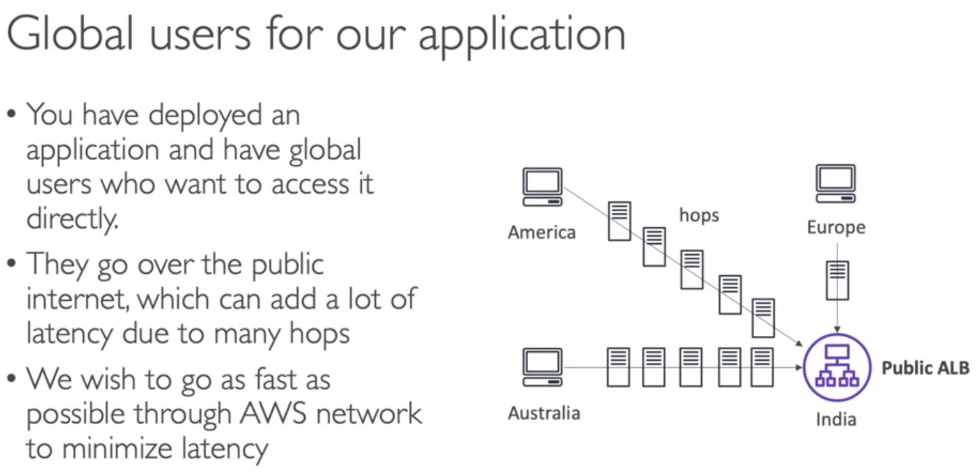 Global users for our application
• You have deployed an
application and have global
users who want to access it
directly.
• They go over the public
internet, which can add a lot of
latency due to many hops
• We wish to go as fast as
possible through AWS network
to minimize latency
hops
America
Europe
Public ALB
Australia
India